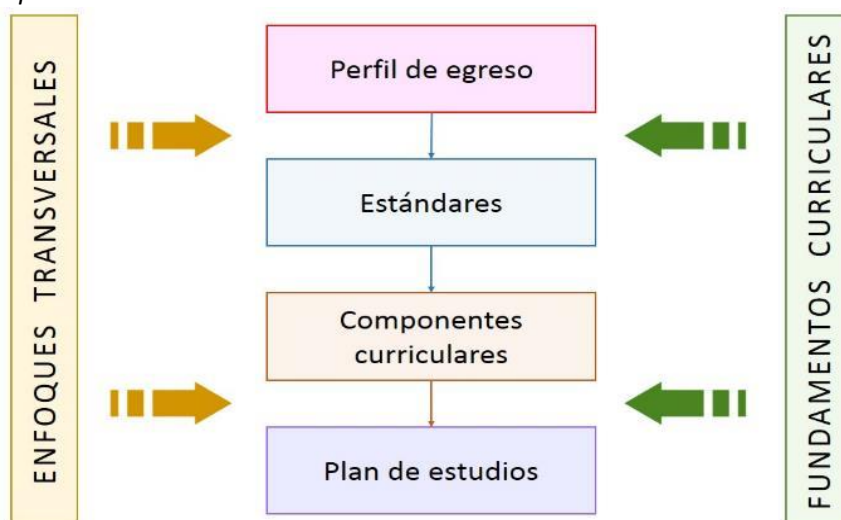 ENFOQUES TRANSVERSALES
Perfil de egreso
Estándares
Componentes
curriculares
Plan de estudios
FUNDAMENTOS CURRICULARES